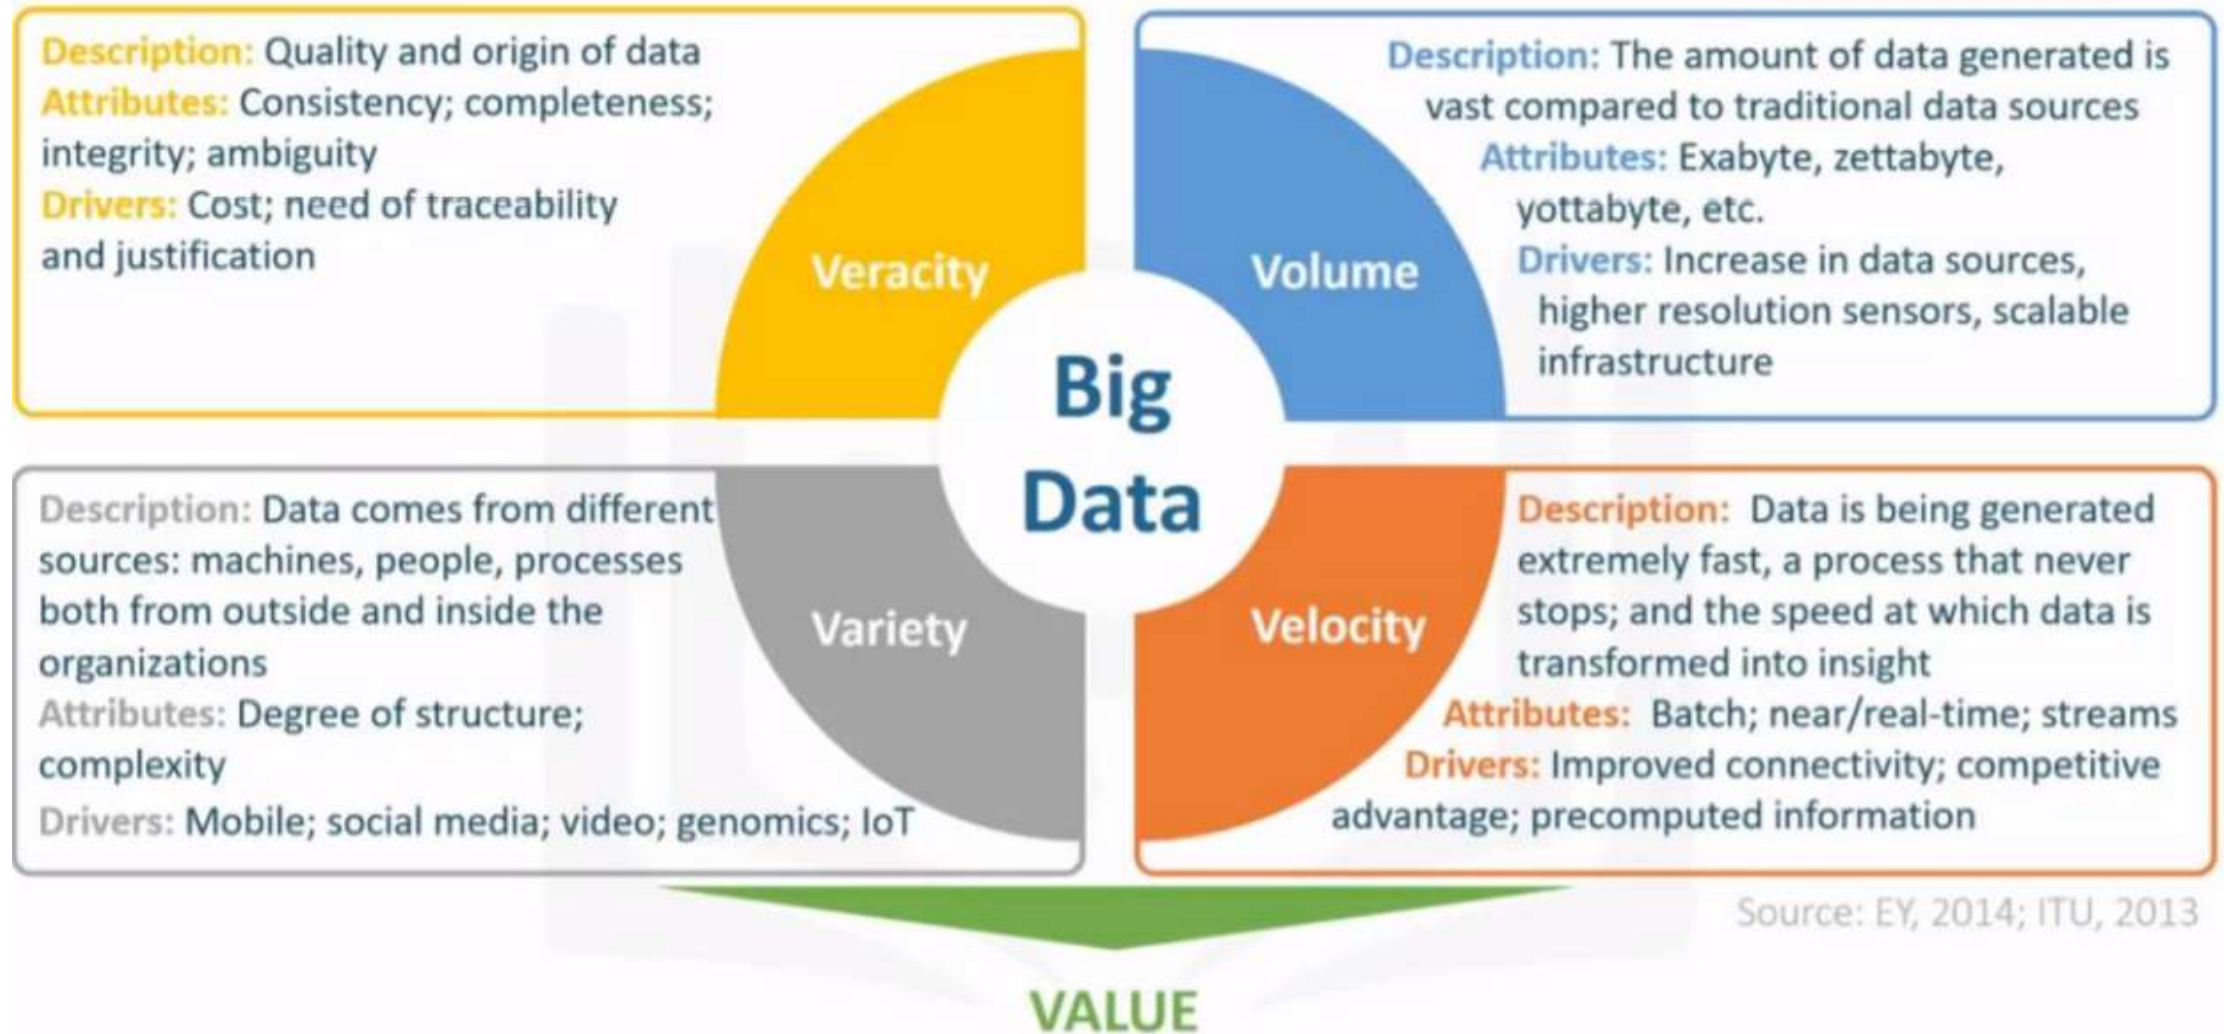 Description: Quality and origin of data
Attributes: Consistency; completeness;
integrity; ambiguity
Drivers: Cost; need of traceability
and justification
Veracity
Description: The amount of data generated is
vast compared to traditional data sources
Attributes: Exabyte, zettabyte,
yottabyte, etc.
Drivers: Increase in data sources,
higher resolution sensors, scalable
infrastructure
Volume
Big
Data
Description: Data comes from different
sources: machines, people, processes
both from outside and inside the
organizations
Attributes: Degree of structure;
complexity
Drivers: Mobile; social media; video; genomics; IoT
Variety
Velocity
Description: Data is being generated
extremely fast, a process that never
stops; and the speed at which data is
transformed into insight
Attributes: Batch; near/real-time; streams
Drivers: Improved connectivity; competitive
advantage; precomputed information
Source: EY, 2014; ITU, 2013
VALUE